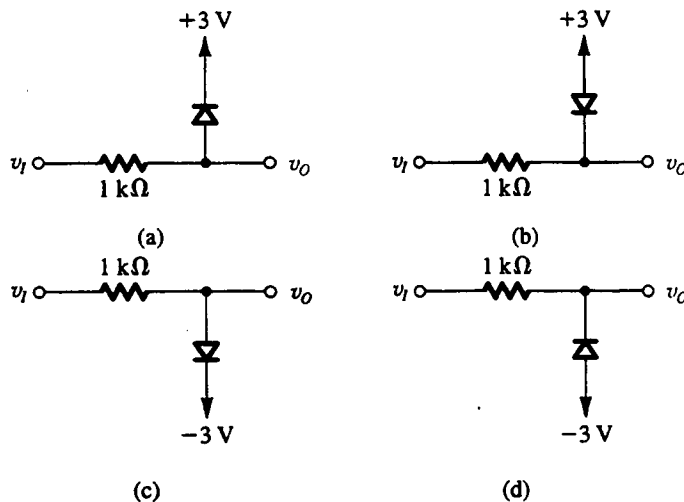 +3 V +3 V
v_I 1 kΩ v_O v_I 1 kΩ v_O
(a) (b)
1 kΩ 1 kΩ
v_I v_O v_I v_O
−3 V −3 V
(c) (d)